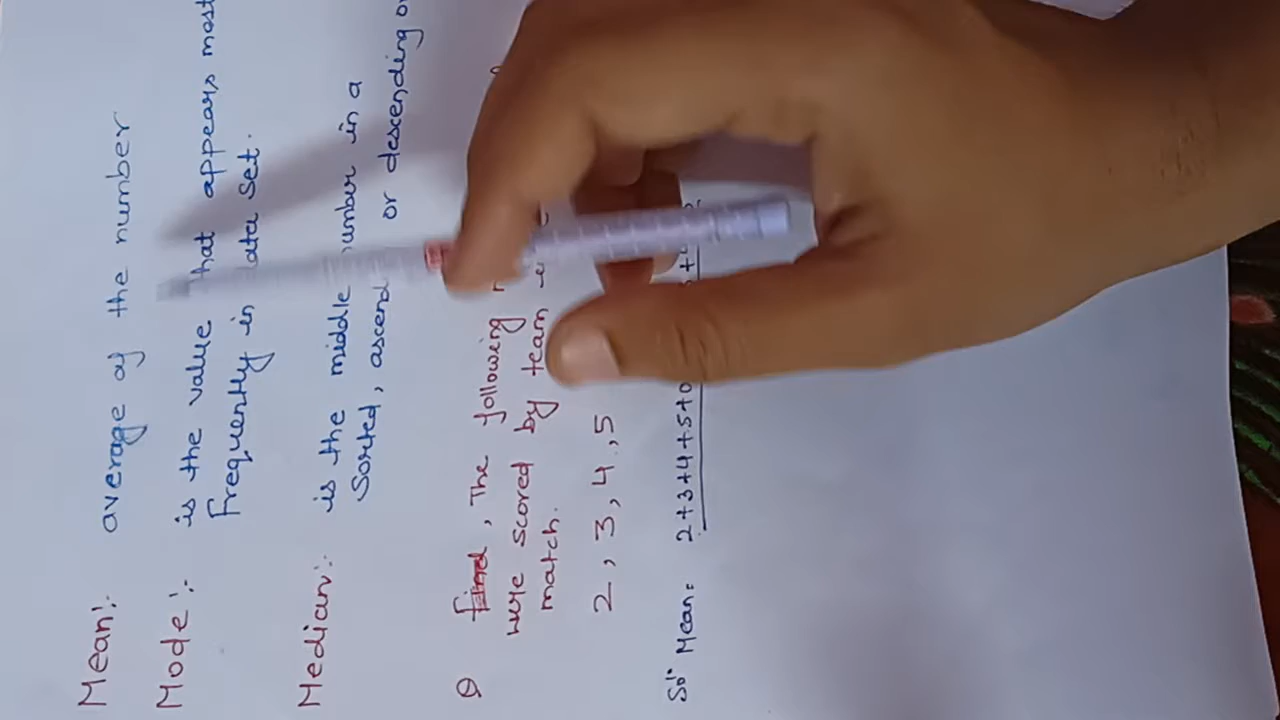 Mean:- average of the number
Mode:- is the value that appears most
frequently in data set.
Median:- is the middle number in a
Sorted, ascend or descending
Q , The following
were scored by team
match.
2, 3, 4, 5
Sol. Mean = 2+3+4+5+0